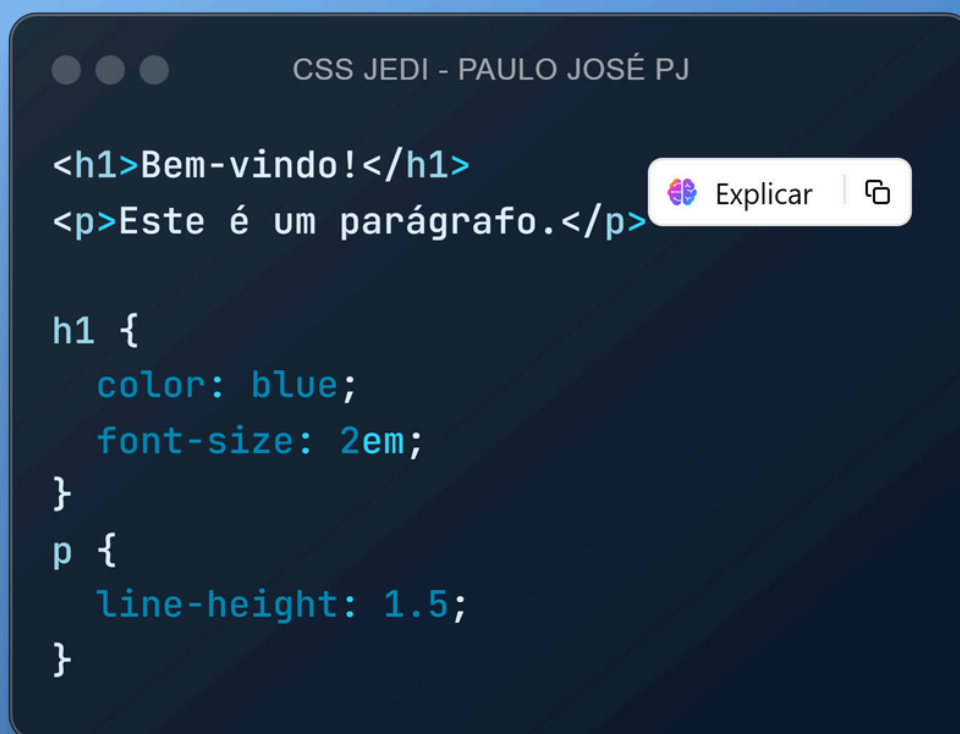 CSS JEDI - PAULO JOSÉ PJ
<h1>Bem-vindo!</h1>
<p>Este é um parágrafo.</p>
Explicar
h1 {
  color: blue;
  font-size: 2em;
}
p {
  line-height: 1.5;
}